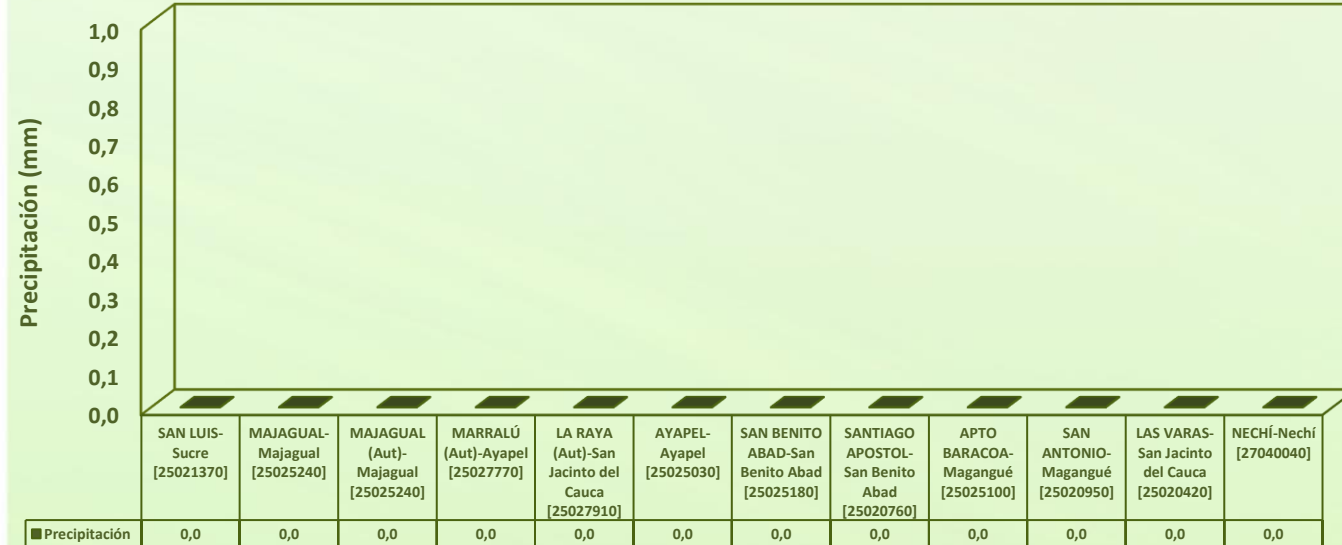 Precipitación (mm)
1,0
0,9
0,8
0,7
0,6
0,5
0,4
0,3
0,2
0,1
0,0
SAN LUIS-
Sucre
[25021370]
MAJAGUAL-
Majagual
[25025240]
MAJAGUAL
(Aut)-
Majagual
[25025240]
MARRALÚ
(Aut)-Ayapel
[25027770]
LA RAYA
(Aut)-San
Jacinto del
Cauca
[25027910]
AYAPEL-
Ayapel
[25025030]
SAN BENITO
ABAD-San
Benito Abad
[25025180]
SANTIAGO
APOSTOL-
San Benito
Abad
[25020760]
APTO
BARACOA-
Magangué
[25025100]
SAN
ANTONIO-
Magangué
[25020950]
LAS VARAS-
San Jacinto
del Cauca
[25020420]
NECHÍ-Nechí
[27040040]
Precipitación 0,0 0,0 0,0 0,0 0,0 0,0 0,0 0,0 0,0 0,0 0,0 0,0